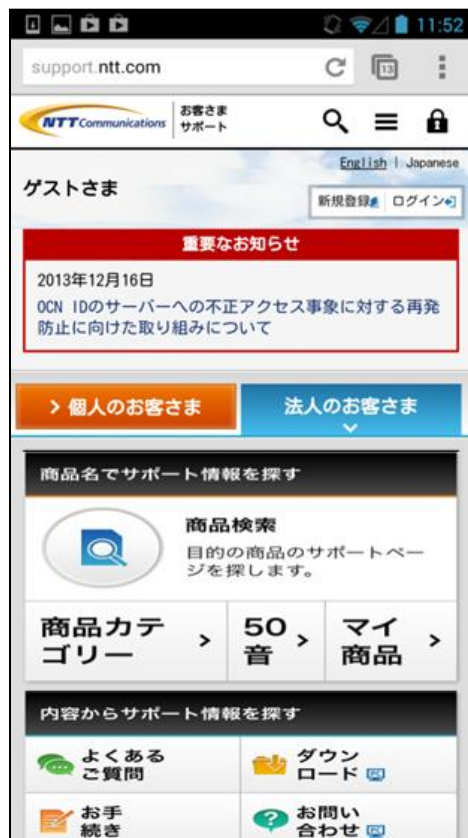 11:52
support.ntt.com
13
NTT Communications
お客さま
サポート
English | Japanese
ゲストさま
新規登録 ログイン
重要なお知らせ
2013年12月16日
OCN IDのサーバーへの不正アクセス事象に対する再発
防止に向けた取り組みについて
> 個人のお客さま
法人のお客さま
商品名でサポート情報を探す
商品検索
目的の商品のサポートペー
ジを探します。
商品カテ
ゴリー
50
音
マイ
商品
内容からサポート情報を探す
よくある
ご質問
ダウン
ロード
お手
続き
お問い
合わせ